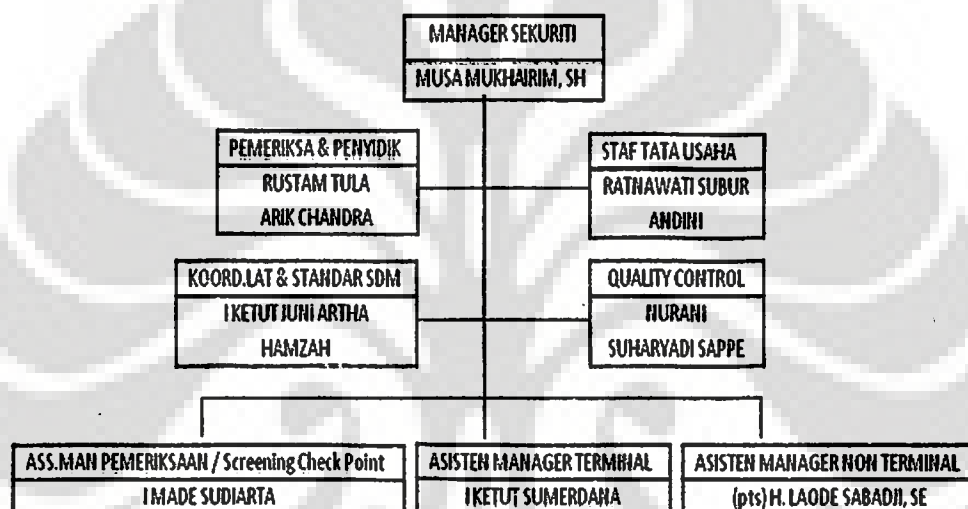 MANAGER SEKURITI
MUSA MUKHAIRIM, SH
PEMERIKSA & PENYIDIK
RUSTAM TULA
ARIK CHANDRA
STAF TATA USAHA
RATNAWATI SUBUR
ANDINI
KOORD.LAT & STANDAR SDM
I KETUT JUNI ARTHA
HAMZAH
QUALITY CONTROL
NURANI
SUHARYADI SAPPE
ASS.MAN PEMERIKSAAN / Screening Check Point
I MADE SUDIARTA
ASISTEN MANAGER TERMINAL
I KETUT SUMERDANA
ASISTEN MANAGER NON TERMINAL
(pts) H. LAODE SABADJI, SE